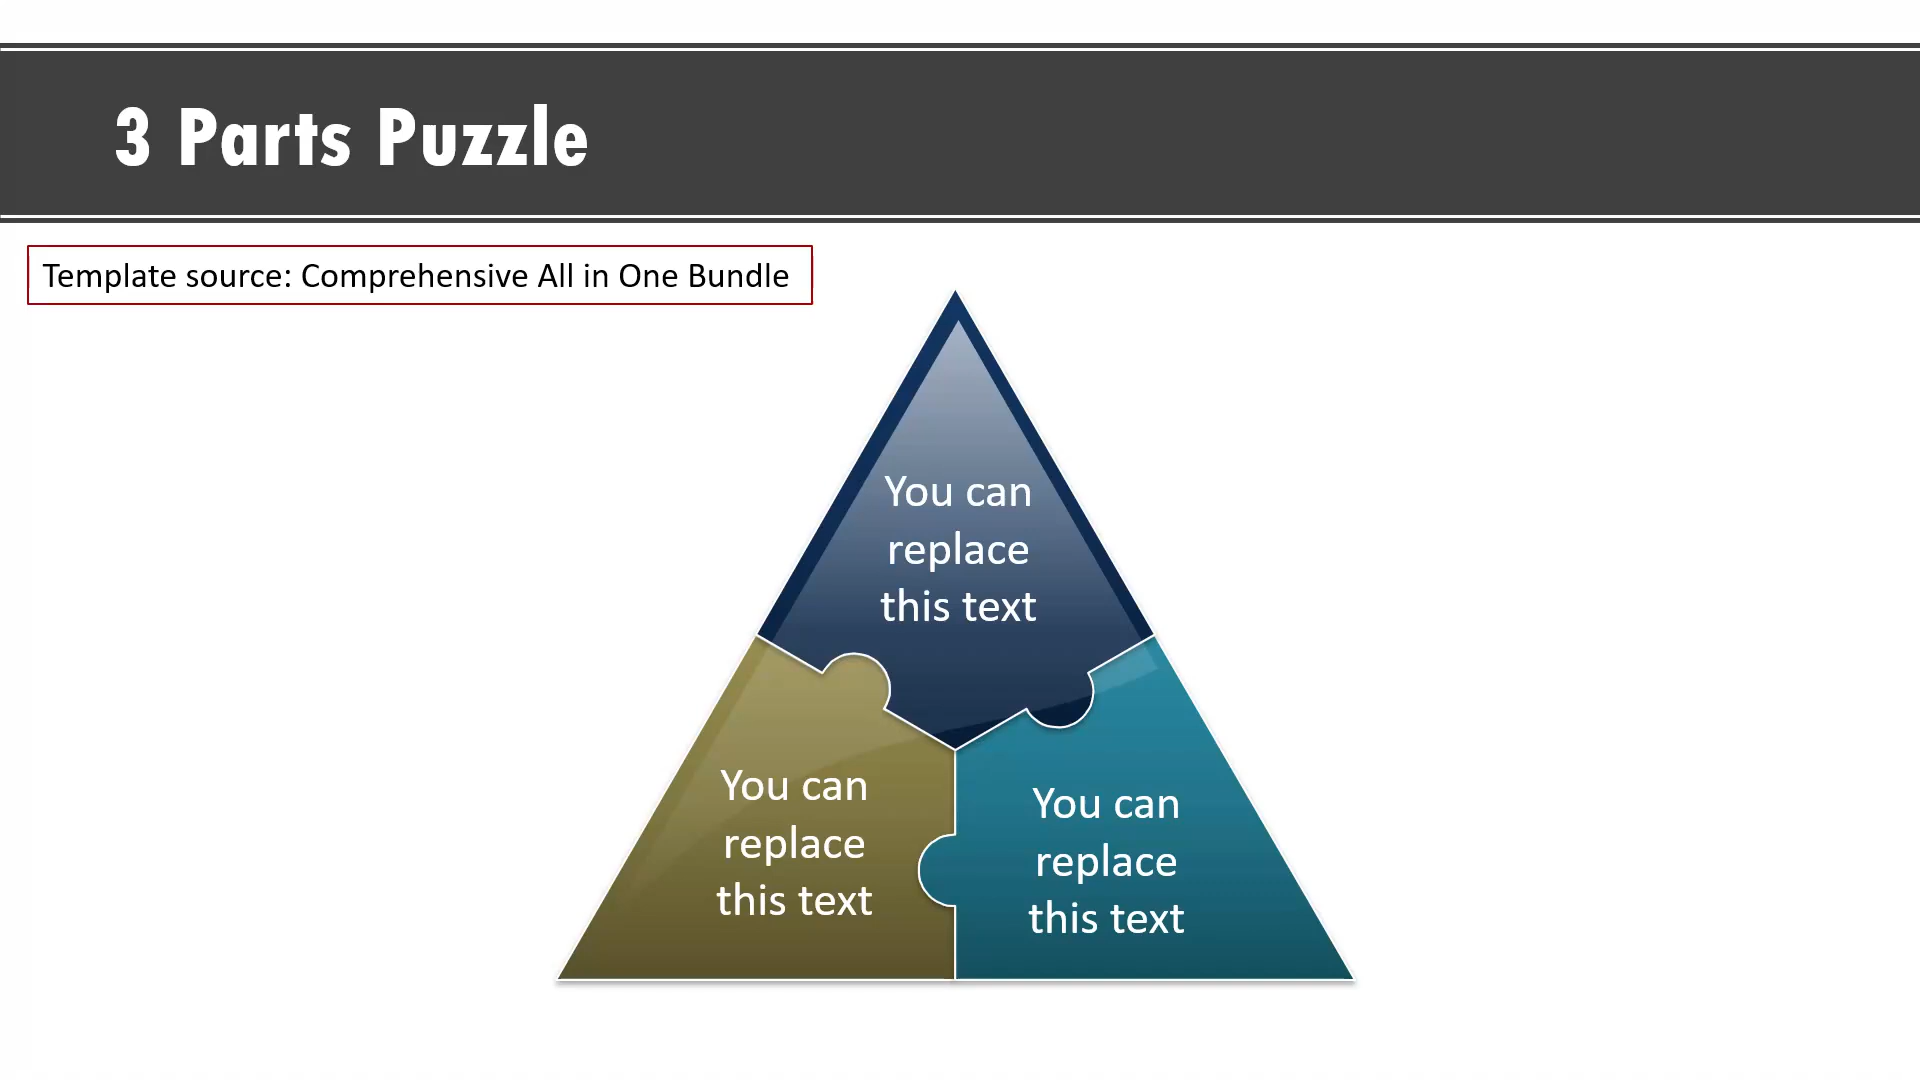 3 Parts Puzzle
Template source: Comprehensive All in One Bundle
You can
replace
this text
You can
replace
this text
You can
replace
this text